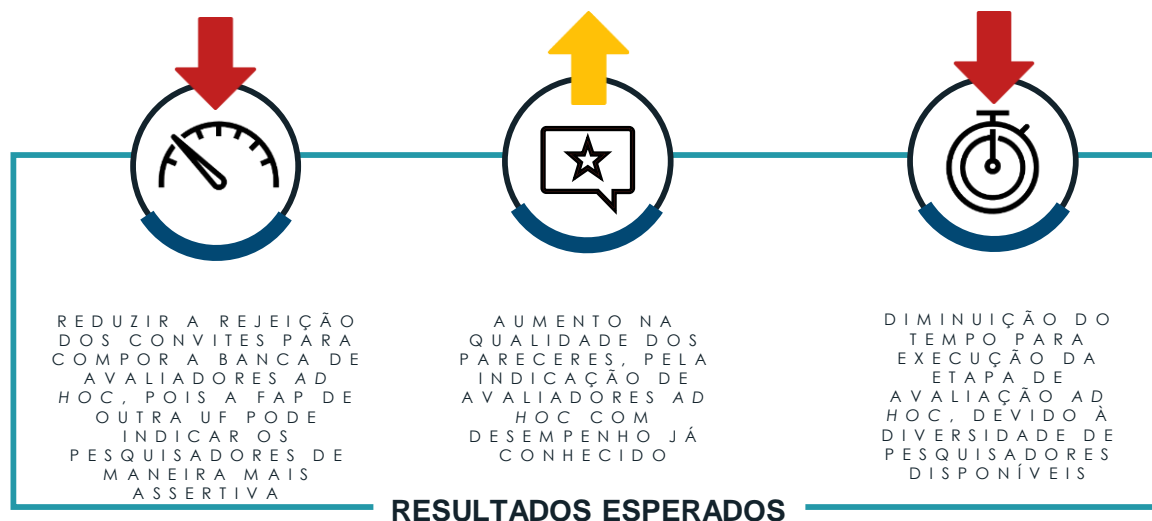 REDUZIR A REJEIÇÃO
DOS CONVITES PARA
COMPOR A BANCA DE
AVALIADORES AD
HOC, POIS A FAP DE
OUTRA UF PODE
INDICAR OS
PESQUISADORES DE
MANEIRA MAIS
ASSERTIVA
AUMENTO NA
QUALIDADE DOS
PARECERES, PELA
INDICAÇÃO DE
AVALIADORES AD
HOC COM
DESEMPENHO JÁ
CONHECIDO
DIMINUIÇÃO DO
TEMPO PARA
EXECUÇÃO DA
ETAPA DE
AVALIAÇÃO AD
HOC, DEVIDO À
DIVERSIDADE DE
PESQUISADORES
DISPONÍVEIS
RESULTADOS ESPERADOS